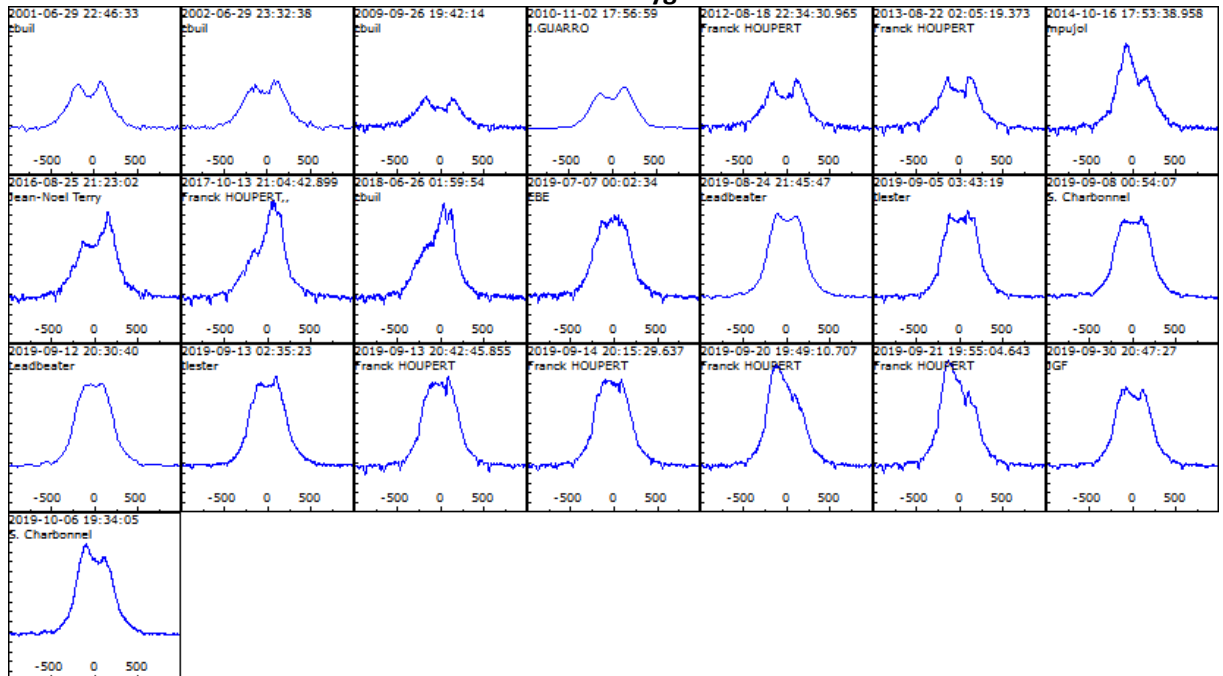 2001-06-29 22:46:33
cbuil
-500 0 500
2002-06-29 23:32:38
cbuil
-500 0 500
2009-09-26 19:42:14
cbuil
-500 0 500
2010-11-02 17:56:59
J.GUARRO
-500 0 500
2012-08-18 22:34:30.965
Franck HOUPERT
-500 0 500
2013-08-22 02:05:19.373
Franck HOUPERT
-500 0 500
2014-10-16 17:53:38.958
mpujol
-500 0 500
2016-08-25 21:23:02
Jean-Noel Terry
-500 0 500
2017-10-13 21:04:42.899
Franck HOUPERT,,
-500 0 500
2018-06-26 01:59:54
cbuil
-500 0 500
2019-07-07 00:02:34
EBE
-500 0 500
2019-08-24 21:45:47
Leadbeater
-500 0 500
2019-09-05 03:43:19
tlester
-500 0 500
2019-09-08 00:54:07
S. Charbonnel
-500 0 500
2019-09-12 20:30:40
Leadbeater
-500 0 500
2019-09-13 02:35:23
tlester
-500 0 500
2019-09-13 20:42:45.855
Franck HOUPERT
-500 0 500
2019-09-14 20:15:29.637
Franck HOUPERT
-500 0 500
2019-09-20 19:49:10.707
Franck HOUPERT
-500 0 500
2019-09-21 19:55:04.643
Franck HOUPERT
-500 0 500
2019-09-30 20:47:27
JGF
-500 0 500
2019-10-06 19:34:05
S. Charbonnel
-500 0 500